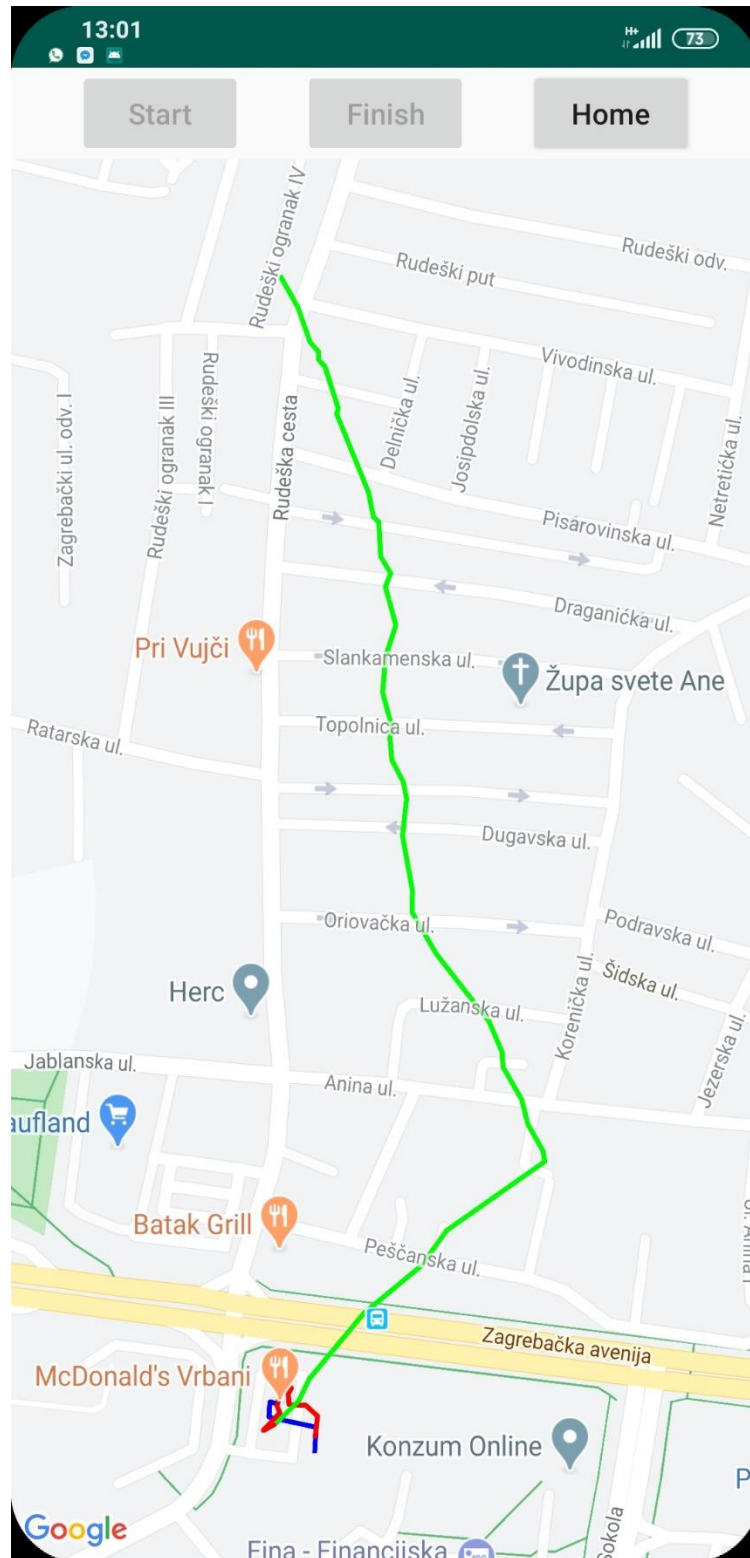 13:01
H+
73
Start
Finish
Home
Rudeški ogranak IV
Rudeški odv.
Rudeški put
Vivodinska ul.
Delnička ul.
Josipdolska ul.
Netretićka ul.
Zagrebački ul. odv. I
Rudeški ogranak III
Rudeški ogranak I
Rudeška cesta
Pisarovinska ul.
Draganićka ul.
Pri Vujči
Slankamenska ul.
Župa svete Ane
Ratarska ul.
Topolnica ul.
Dugavska ul.
Oriovačka ul.
Podravska ul.
Šidska ul.
Herc
Lužanska ul.
Korenička ul.
Jezerska ul.
Jablanska ul.
Anina ul.
aufland
Batak Grill
Peščanska ul.
Zagrebačka avenija
McDonald's Vrbani
Konzum Online
P
Google
Sokola
Fina - Financijska